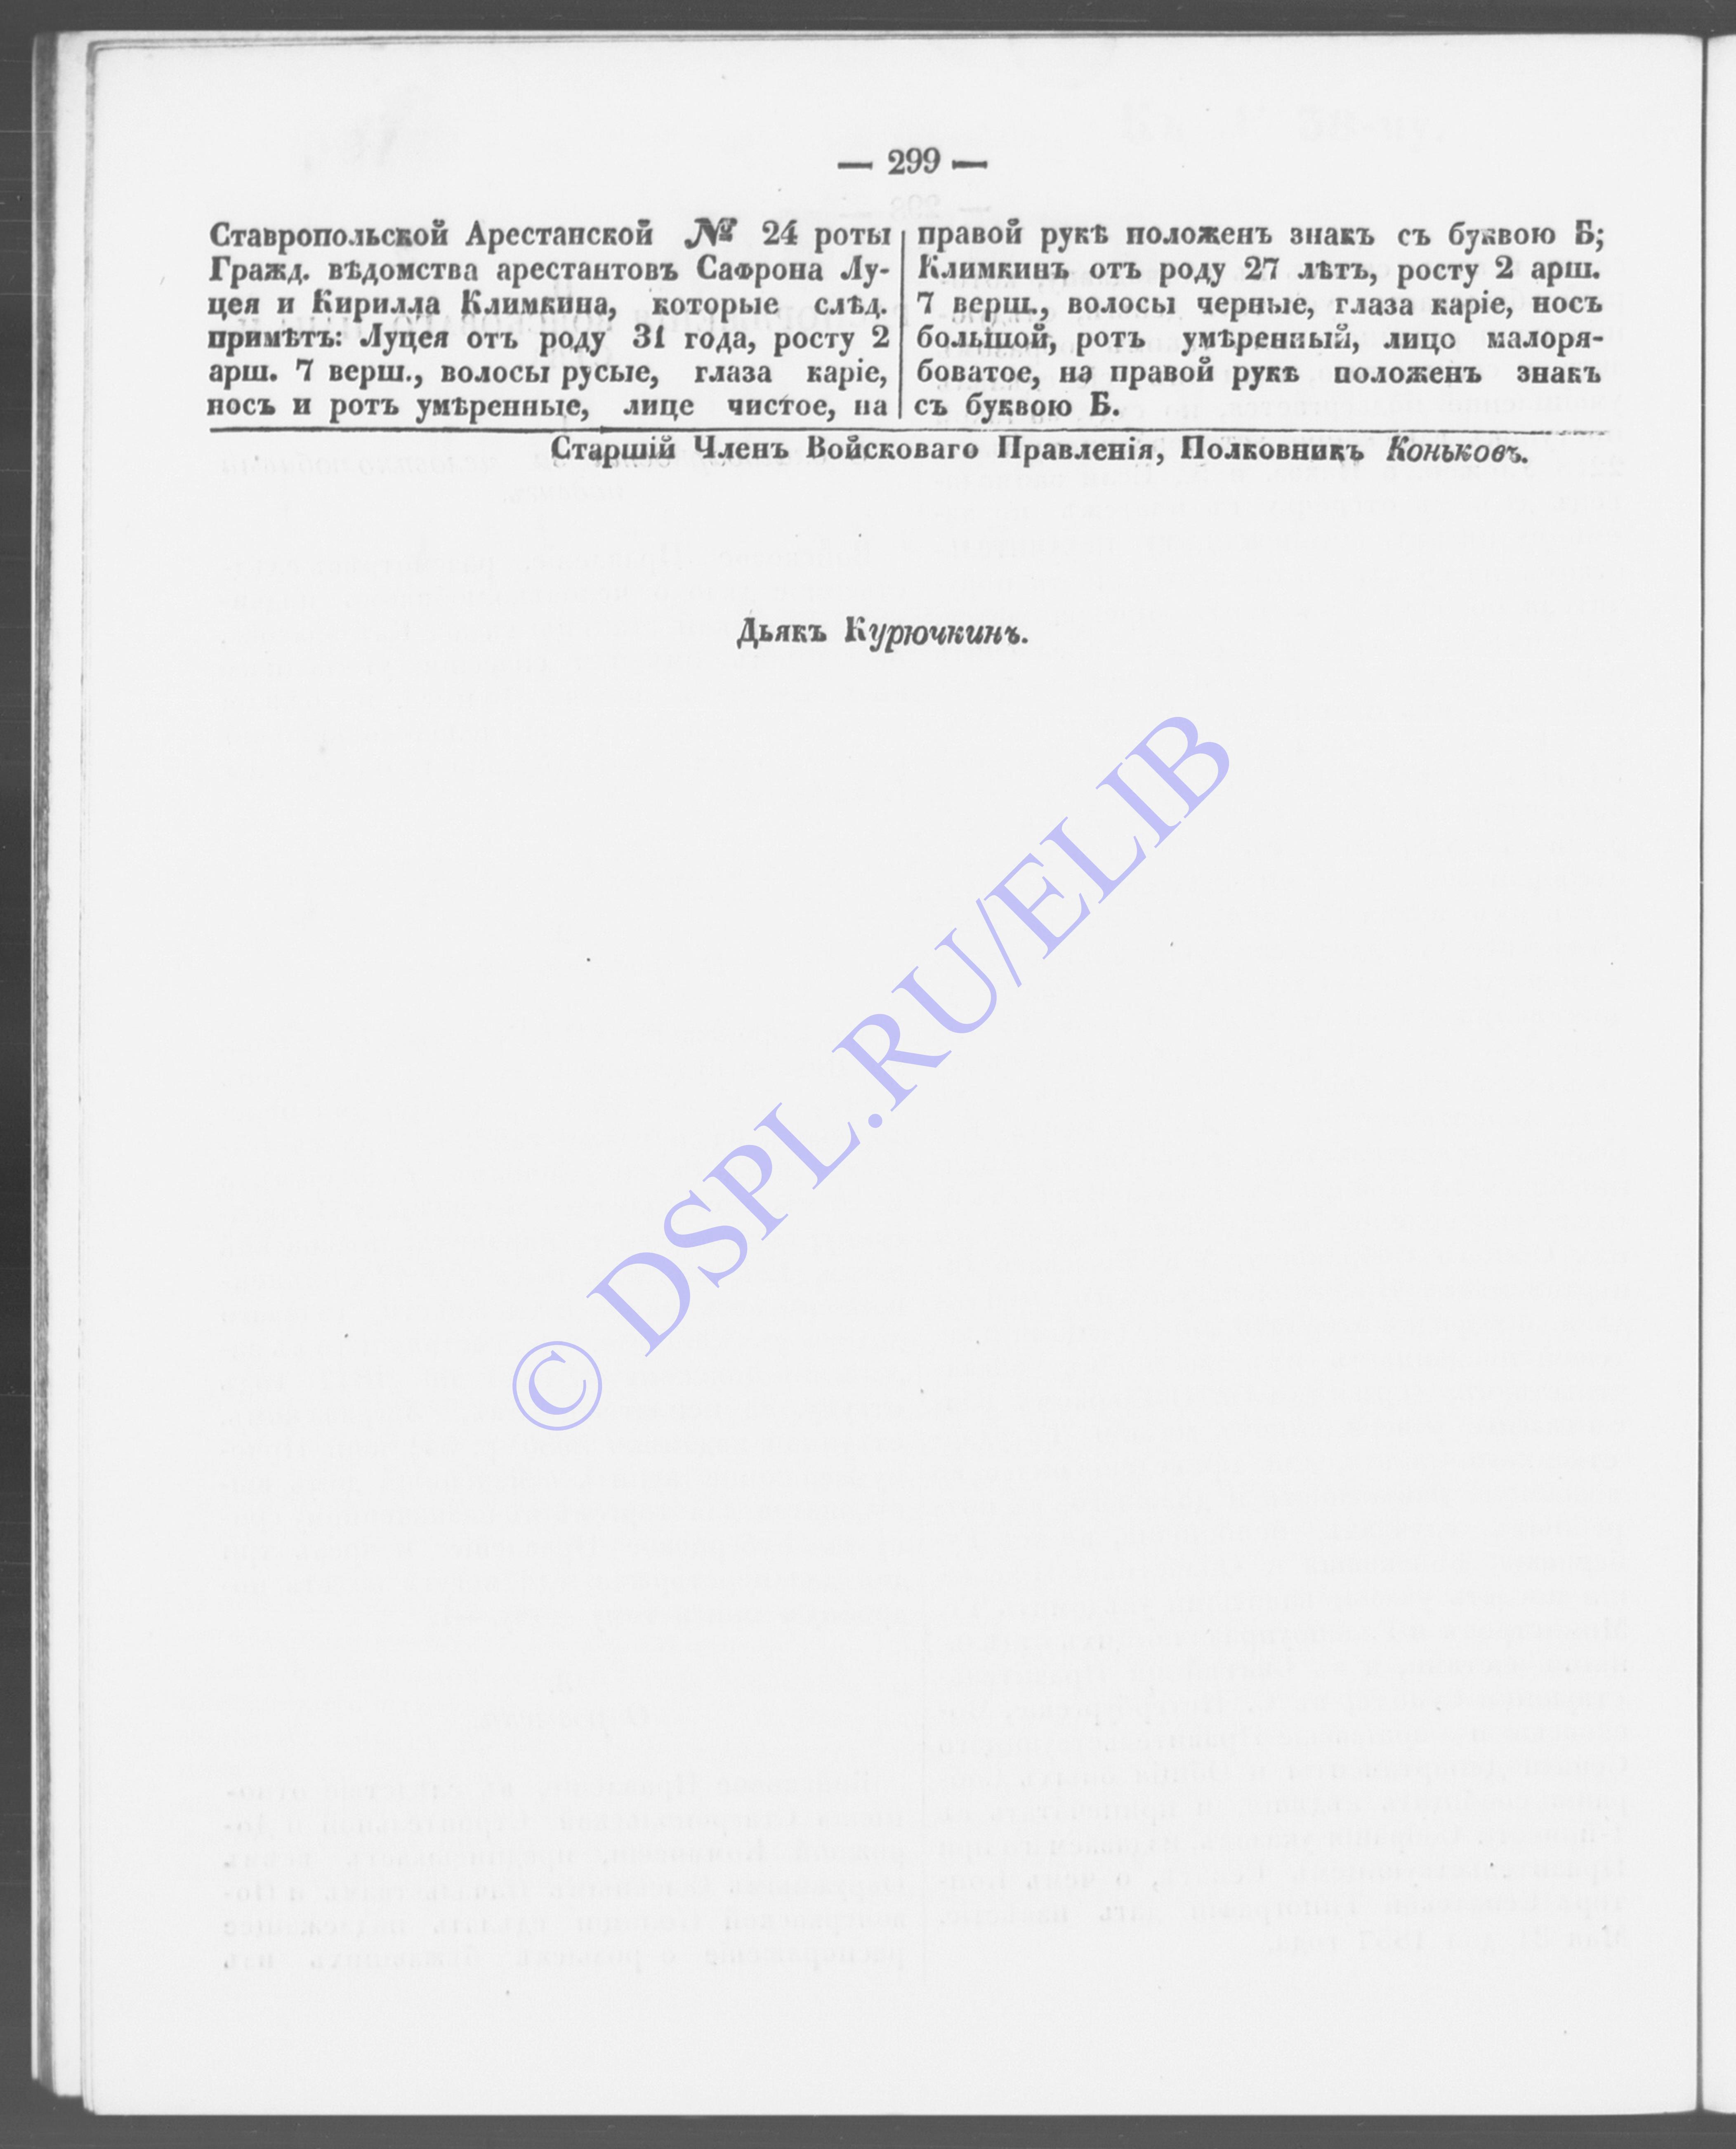 — 299 —
Ставропольской Арестанской № 24 роты
Гражд. вѣдомства арестантовъ Сафрона Лу-
цея и Кирилла Климкина, которые слѣд.
примѣтъ: Луцея отъ роду 31 года, росту 2
арш. 7 верш., волосы русые, глаза каріе,
носъ и ротъ умѣренные, лице чистое, на
правой рукѣ положенъ знакъ съ буквою Б;
Климкинъ отъ роду 27 лѣтъ, росту 2 арш.
7 верш., волосы черные, глаза каріе, носъ
большой, ротъ умѣренный, лицо малоря-
боватое, на правой рукѣ положенъ знакъ
съ буквою Б.
Старшій Членъ Войсковаго Правленія, Полковникъ Коньковъ.
Дьякъ Курючкинъ.
© DSPL.RU/ELIB